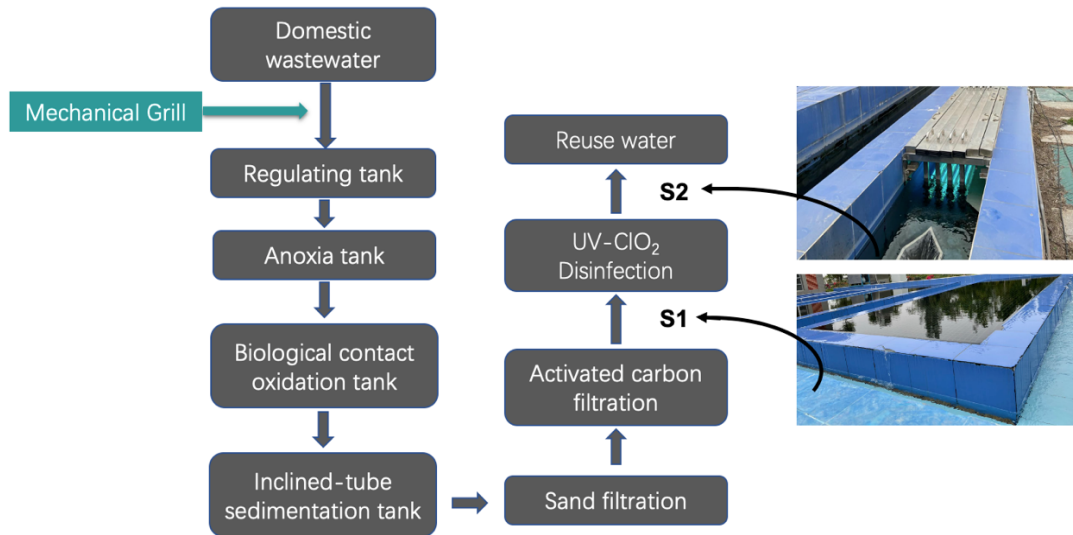 Domestic
wastewater
Mechanical Grill
Regulating tank
Anoxia tank
Biological contact
oxidation tank
Inclined-tube
sedimentation tank
Sand filtration
Activated carbon
filtration
S1
UV-ClO₂
Disinfection
S2
Reuse water